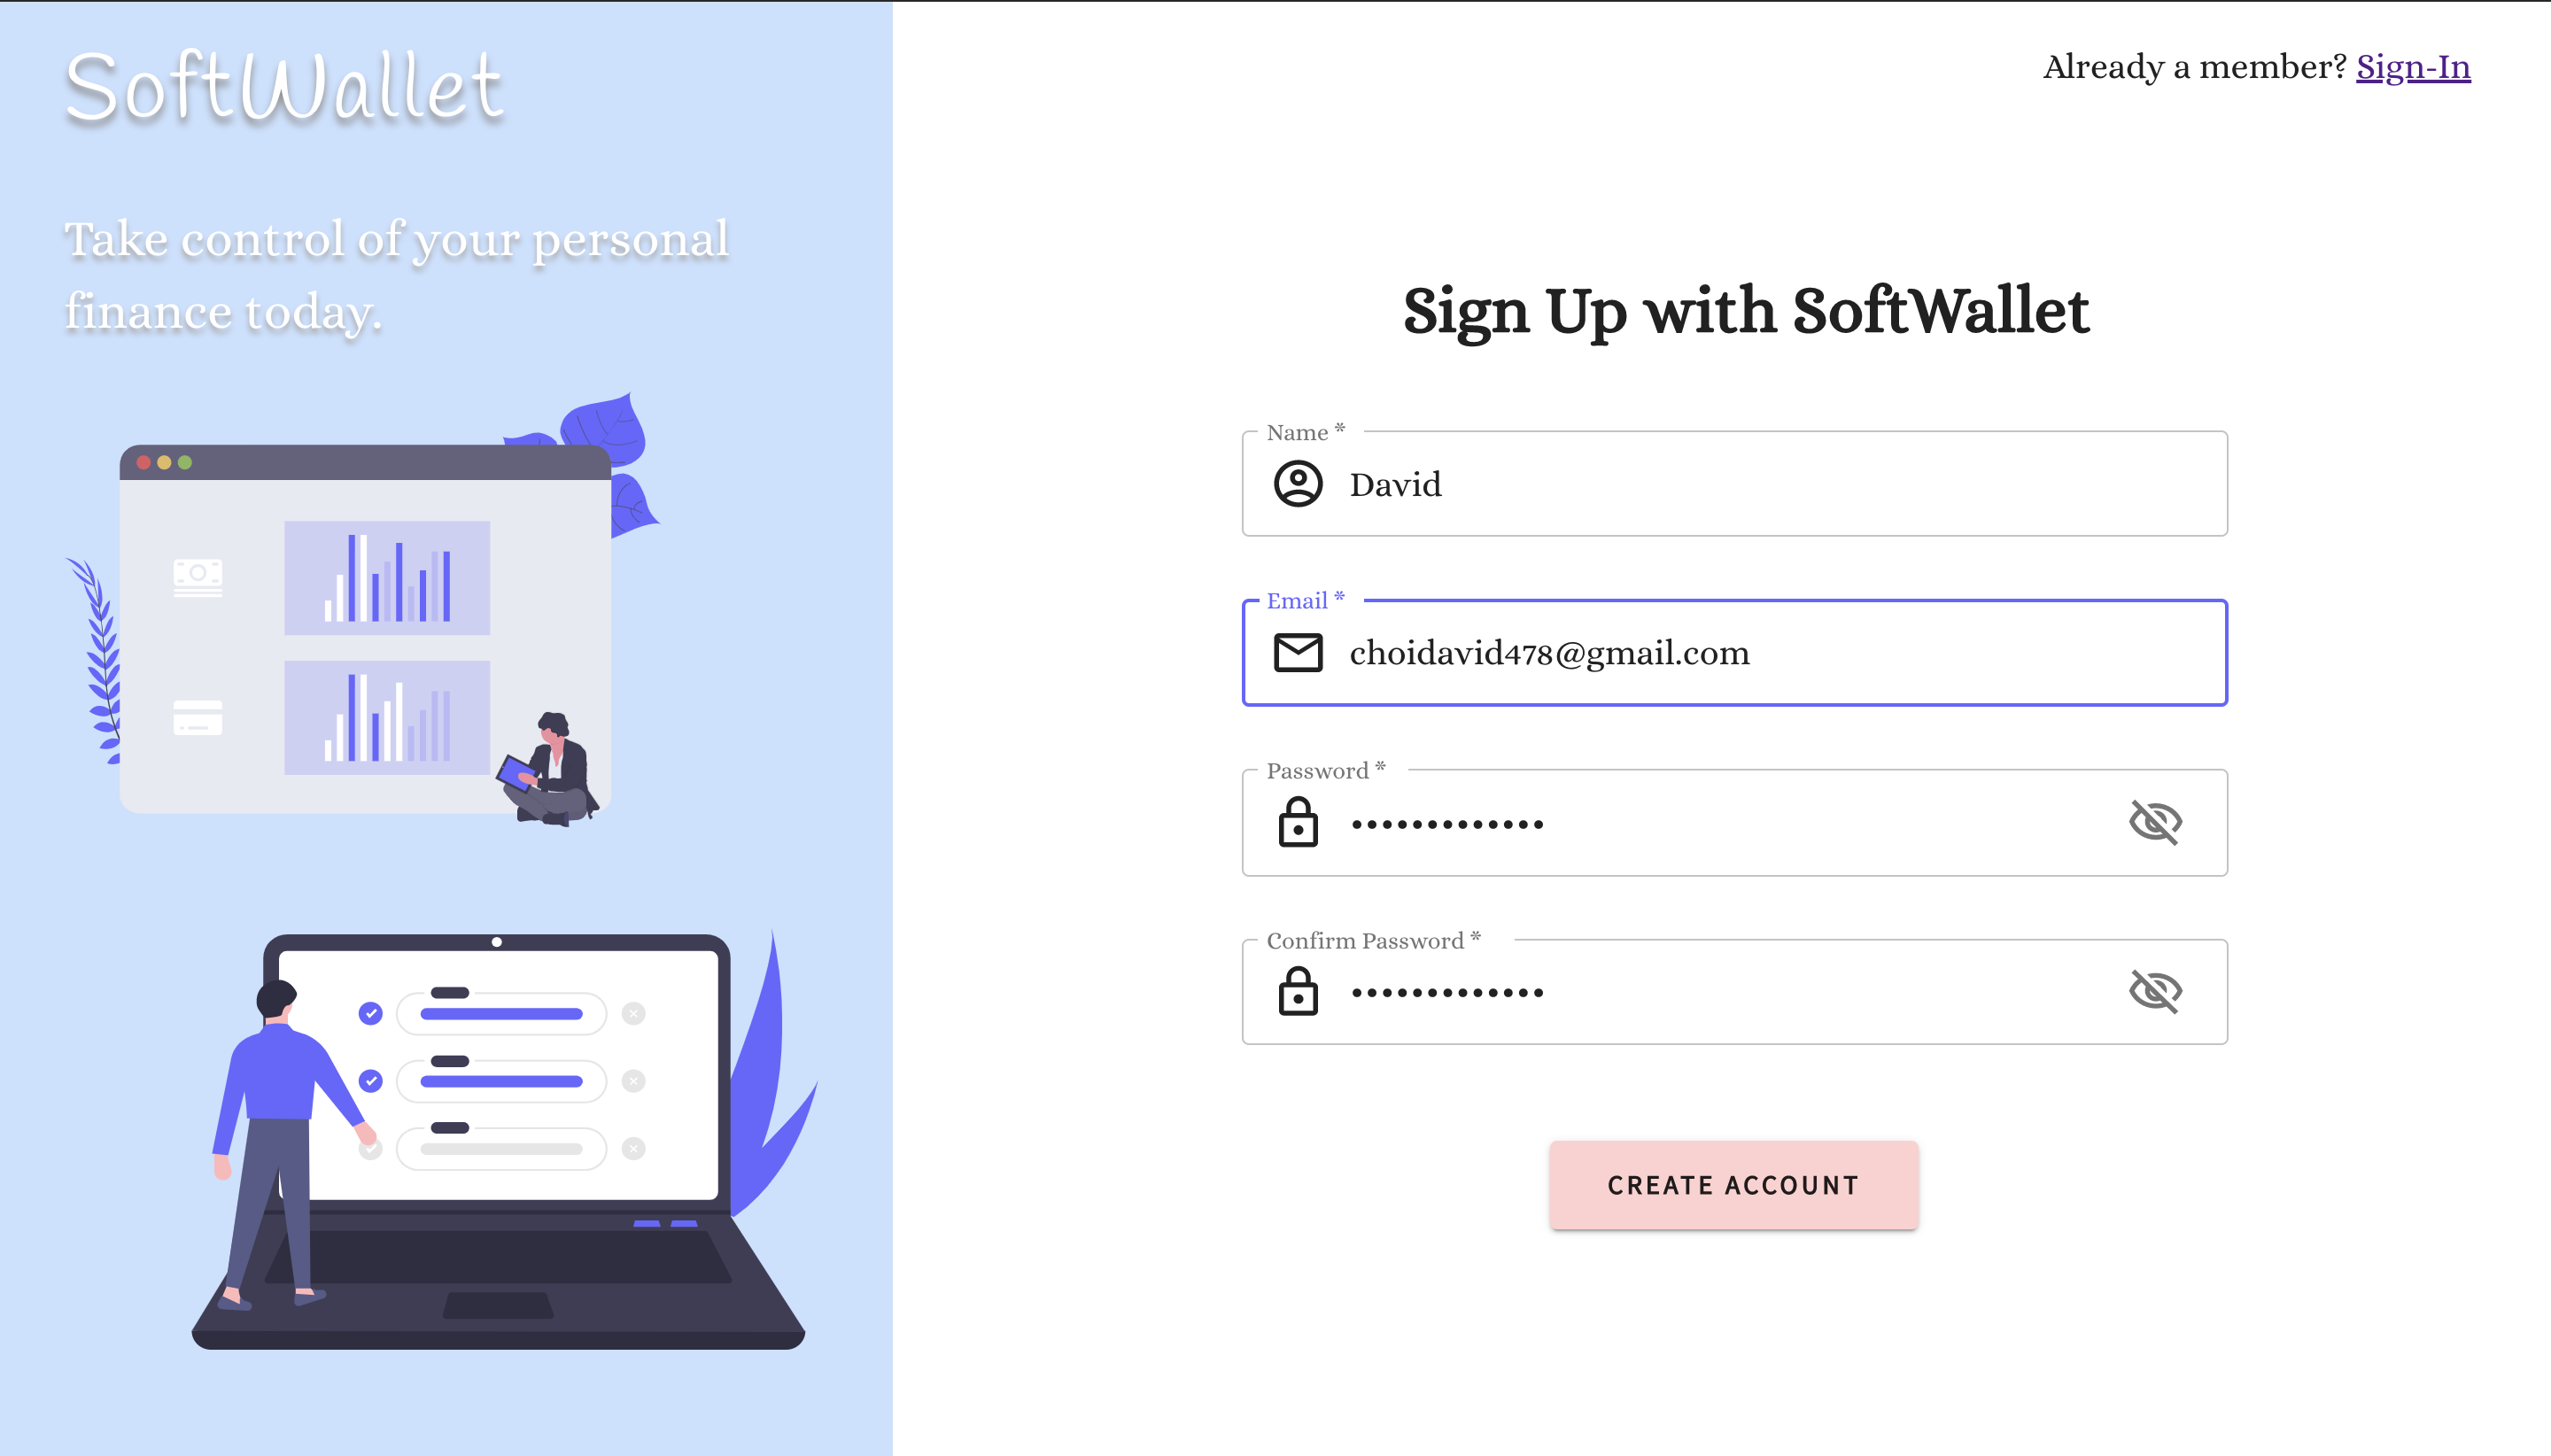 SoftWallet
Take control of your personal
finance today.
Already a member? Sign-In
Sign Up with SoftWallet
Name *
David
Email *
choidavid478@gmail.com
Password *
•••••••••••••
Confirm Password *
•••••••••••••
CREATE ACCOUNT